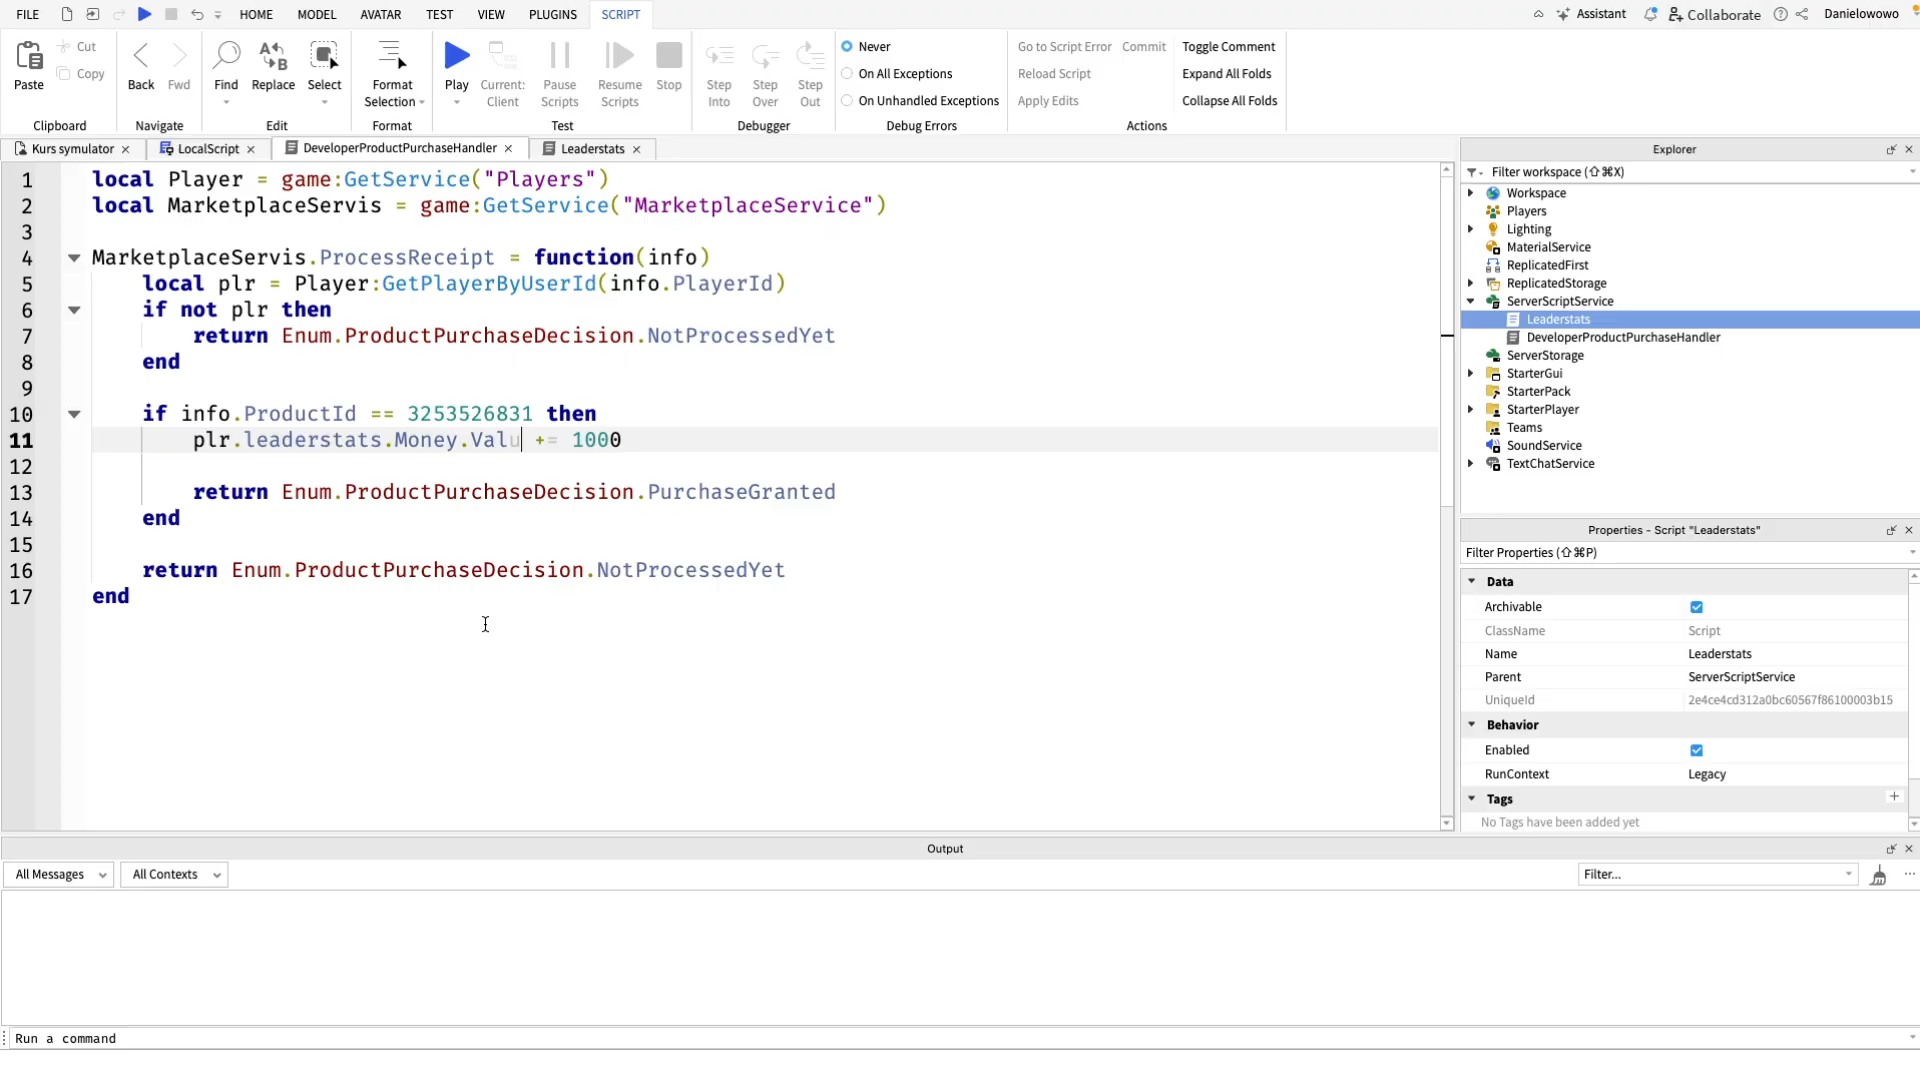 FILE HOME MODEL AVATAR TEST VIEW PLUGINS SCRIPT Assistant Collaborate Danielowowo
Paste Cut Copy Back Fwd Find Replace Select Format Selection Play Current: Client Pause Scripts Resume Scripts Stop Step Into Step Over Step Out
Never
On All Exceptions
On Unhandled Exceptions
Go to Script Error Commit Toggle Comment
Reload Script Expand All Folds
Apply Edits Collapse All Folds
Clipboard Navigate Edit Format Test Debugger Debug Errors Actions
Kurs symulator LocalScript DeveloperProductPurchaseHandler Leaderstats
1 local Player = game:GetService("Players")
2 local MarketplaceServis = game:GetService("MarketplaceService")
3
4 MarketplaceServis.ProcessReceipt = function(info)
5 local plr = Player:GetPlayerByUserId(info.PlayerId)
6 if not plr then
7 return Enum.ProductPurchaseDecision.NotProcessedYet
8 end
9
10 if info.ProductId == 3253526831 then
11 plr.leaderstats.Money.Valu += 1000
12
13 return Enum.ProductPurchaseDecision.PurchaseGranted
14 end
15
16 return Enum.ProductPurchaseDecision.NotProcessedYet
17 end
Explorer
Filter workspace (⇧⌘X)
Workspace
Players
Lighting
MaterialService
ReplicatedFirst
ReplicatedStorage
ServerScriptService
Leaderstats
DeveloperProductPurchaseHandler
ServerStorage
StarterGui
StarterPack
StarterPlayer
Teams
SoundService
TextChatService
Properties - Script "Leaderstats"
Filter Properties (⇧⌘P)
Data
Archivable
ClassName Script
Name Leaderstats
Parent ServerScriptService
UniqueId 2e4ce4cd312a0bc60567f86100003b15
Behavior
Enabled
RunContext Legacy
Tags
No Tags have been added yet
Output
All Messages All Contexts Filter...
Run a command